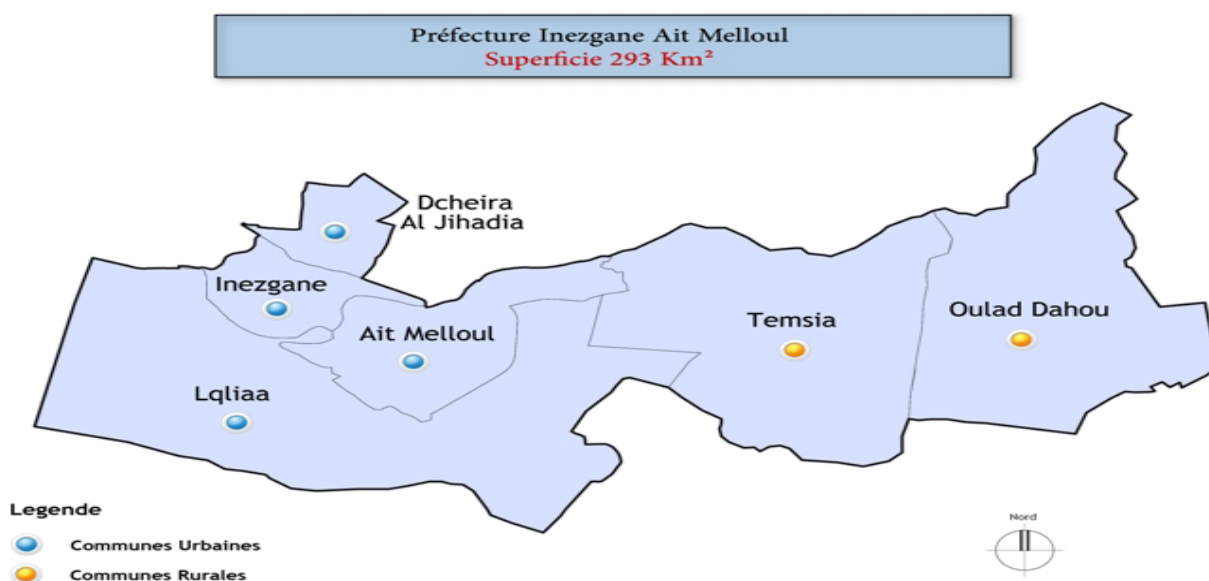 Préfecture Inezgane Ait Melloul
Superficie 293 Km²
Dcheira
Al Jihadia
Inezgane
Ait Melloul
Temsia
Oulad Dahou
Lqliaa
Legende
Communes Urbaines
Communes Rurales
Nord